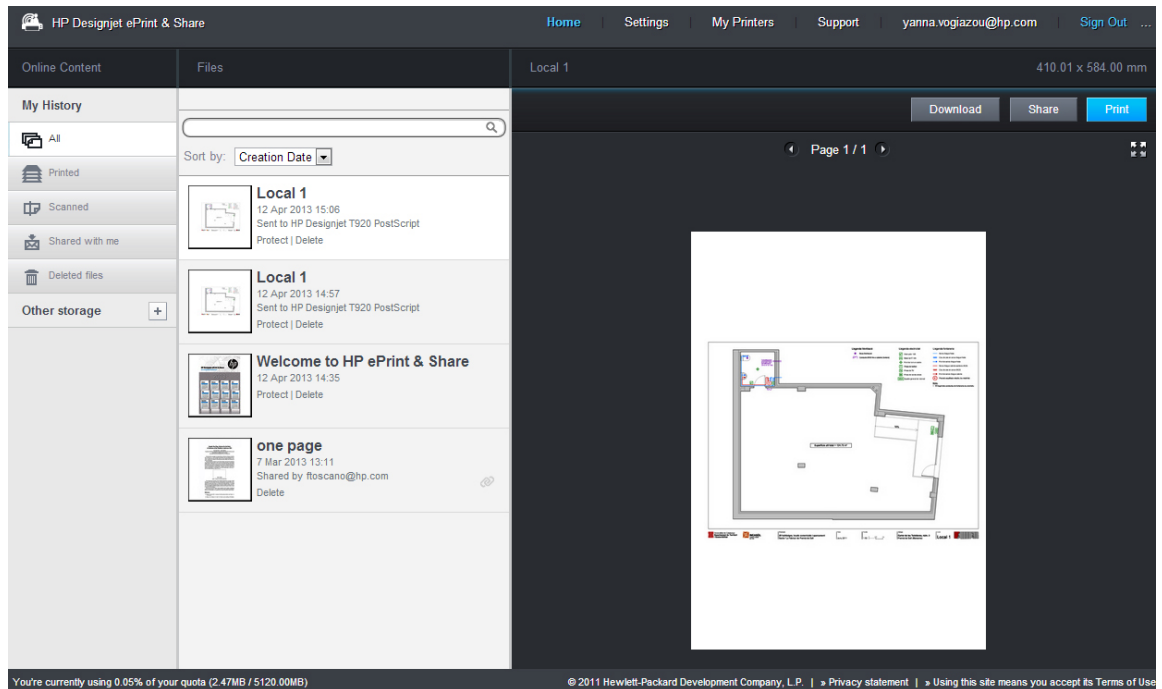 HP Designjet ePrint & Share
Home
Settings
My Printers
Support
yanna.vogiazou@hp.com
Sign Out ...
Online Content
Files
Local 1
410.01 x 584.00 mm
My History
All
Printed
Scanned
Shared with me
Deleted files
Other storage +
Sort by: Creation Date
Local 1
12 Apr 2013 15:06
Sent to HP Designjet T920 PostScript
Protect | Delete
Local 1
12 Apr 2013 14:57
Sent to HP Designjet T920 PostScript
Protect | Delete
Welcome to HP ePrint & Share
12 Apr 2013 14:35
Protect | Delete
one page
7 Mar 2013 13:11
Shared by ftoscano@hp.com
Delete
Download
Share
Print
Page 1 / 1
Local 1
You're currently using 0.05% of your quota (2.47MB / 5120.00MB)
© 2011 Hewlett-Packard Development Company, L.P. | » Privacy statement | » Using this site means you accept its Terms of Use